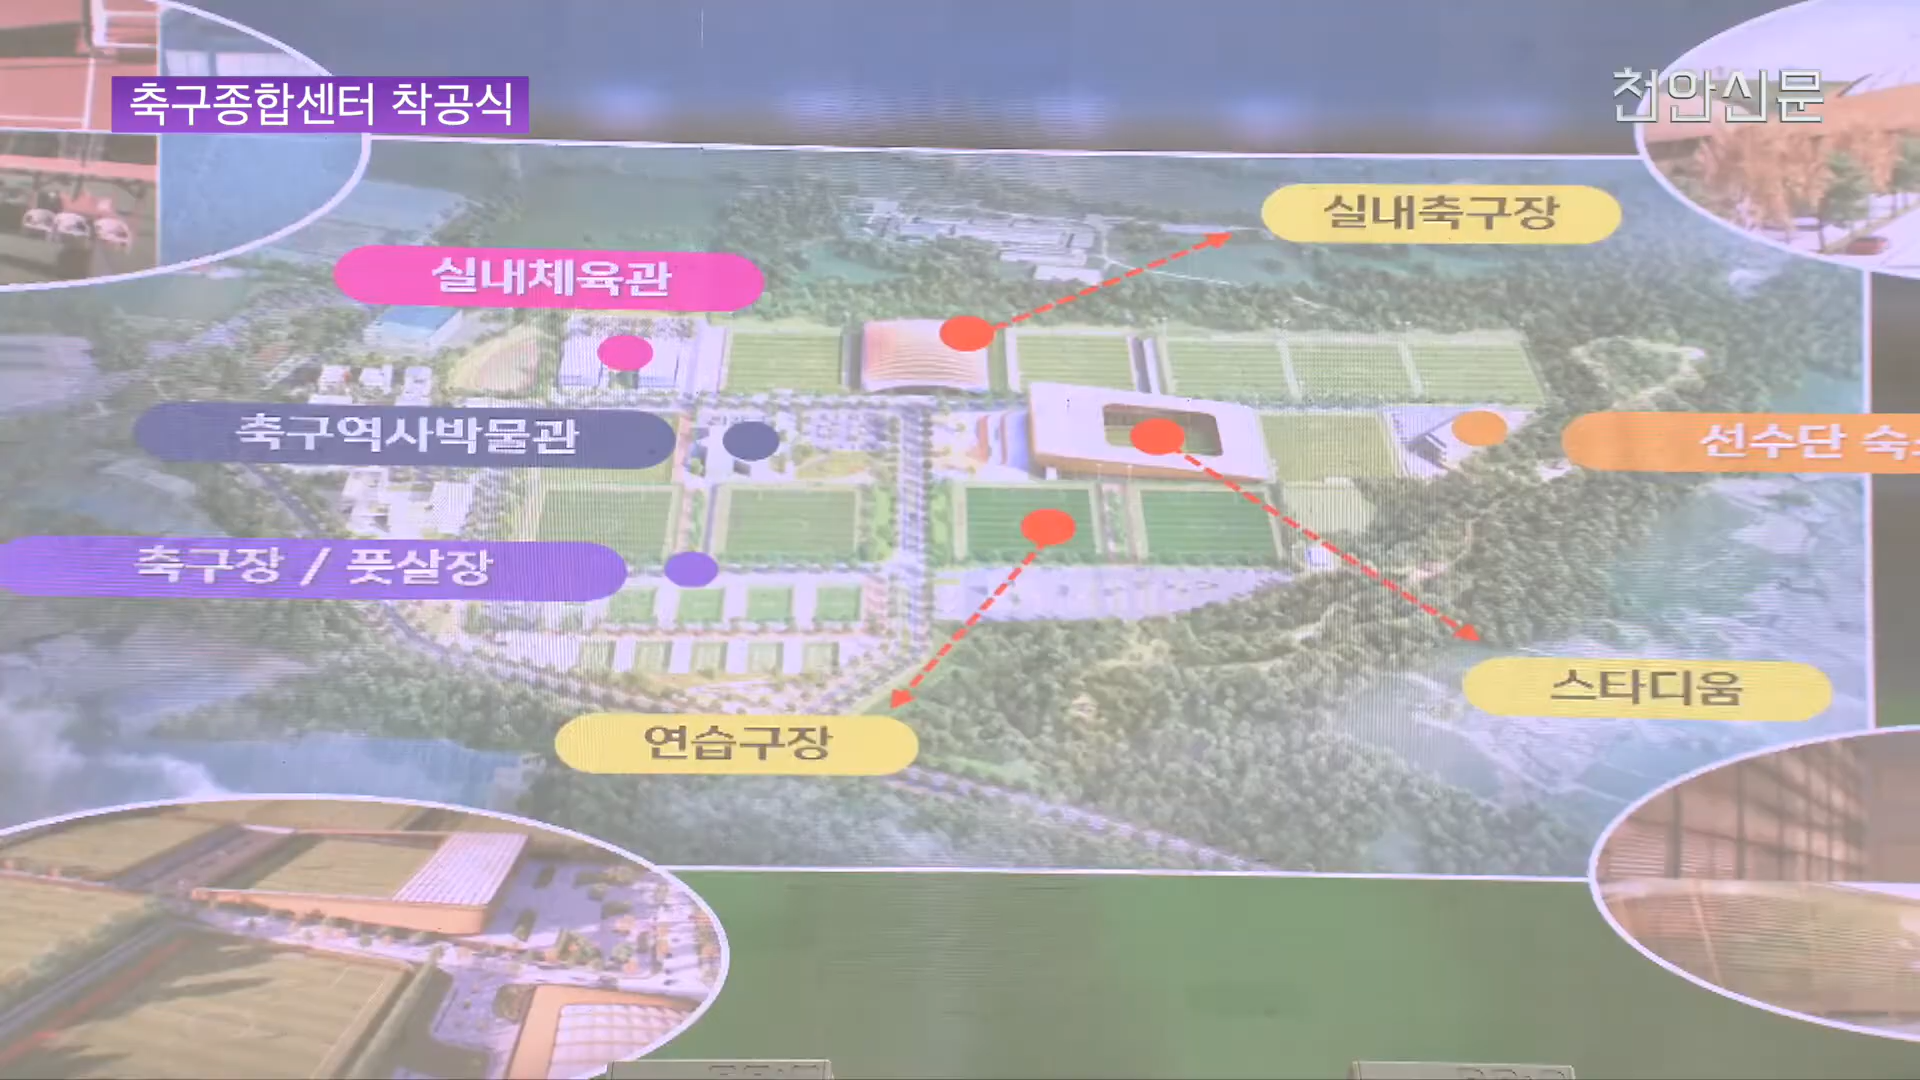 축구종합센터 착공식
천안신문
실내축구장
실내체육관
축구역사박물관
선수단
축구장 / 풋살장
스타디움
연습구장